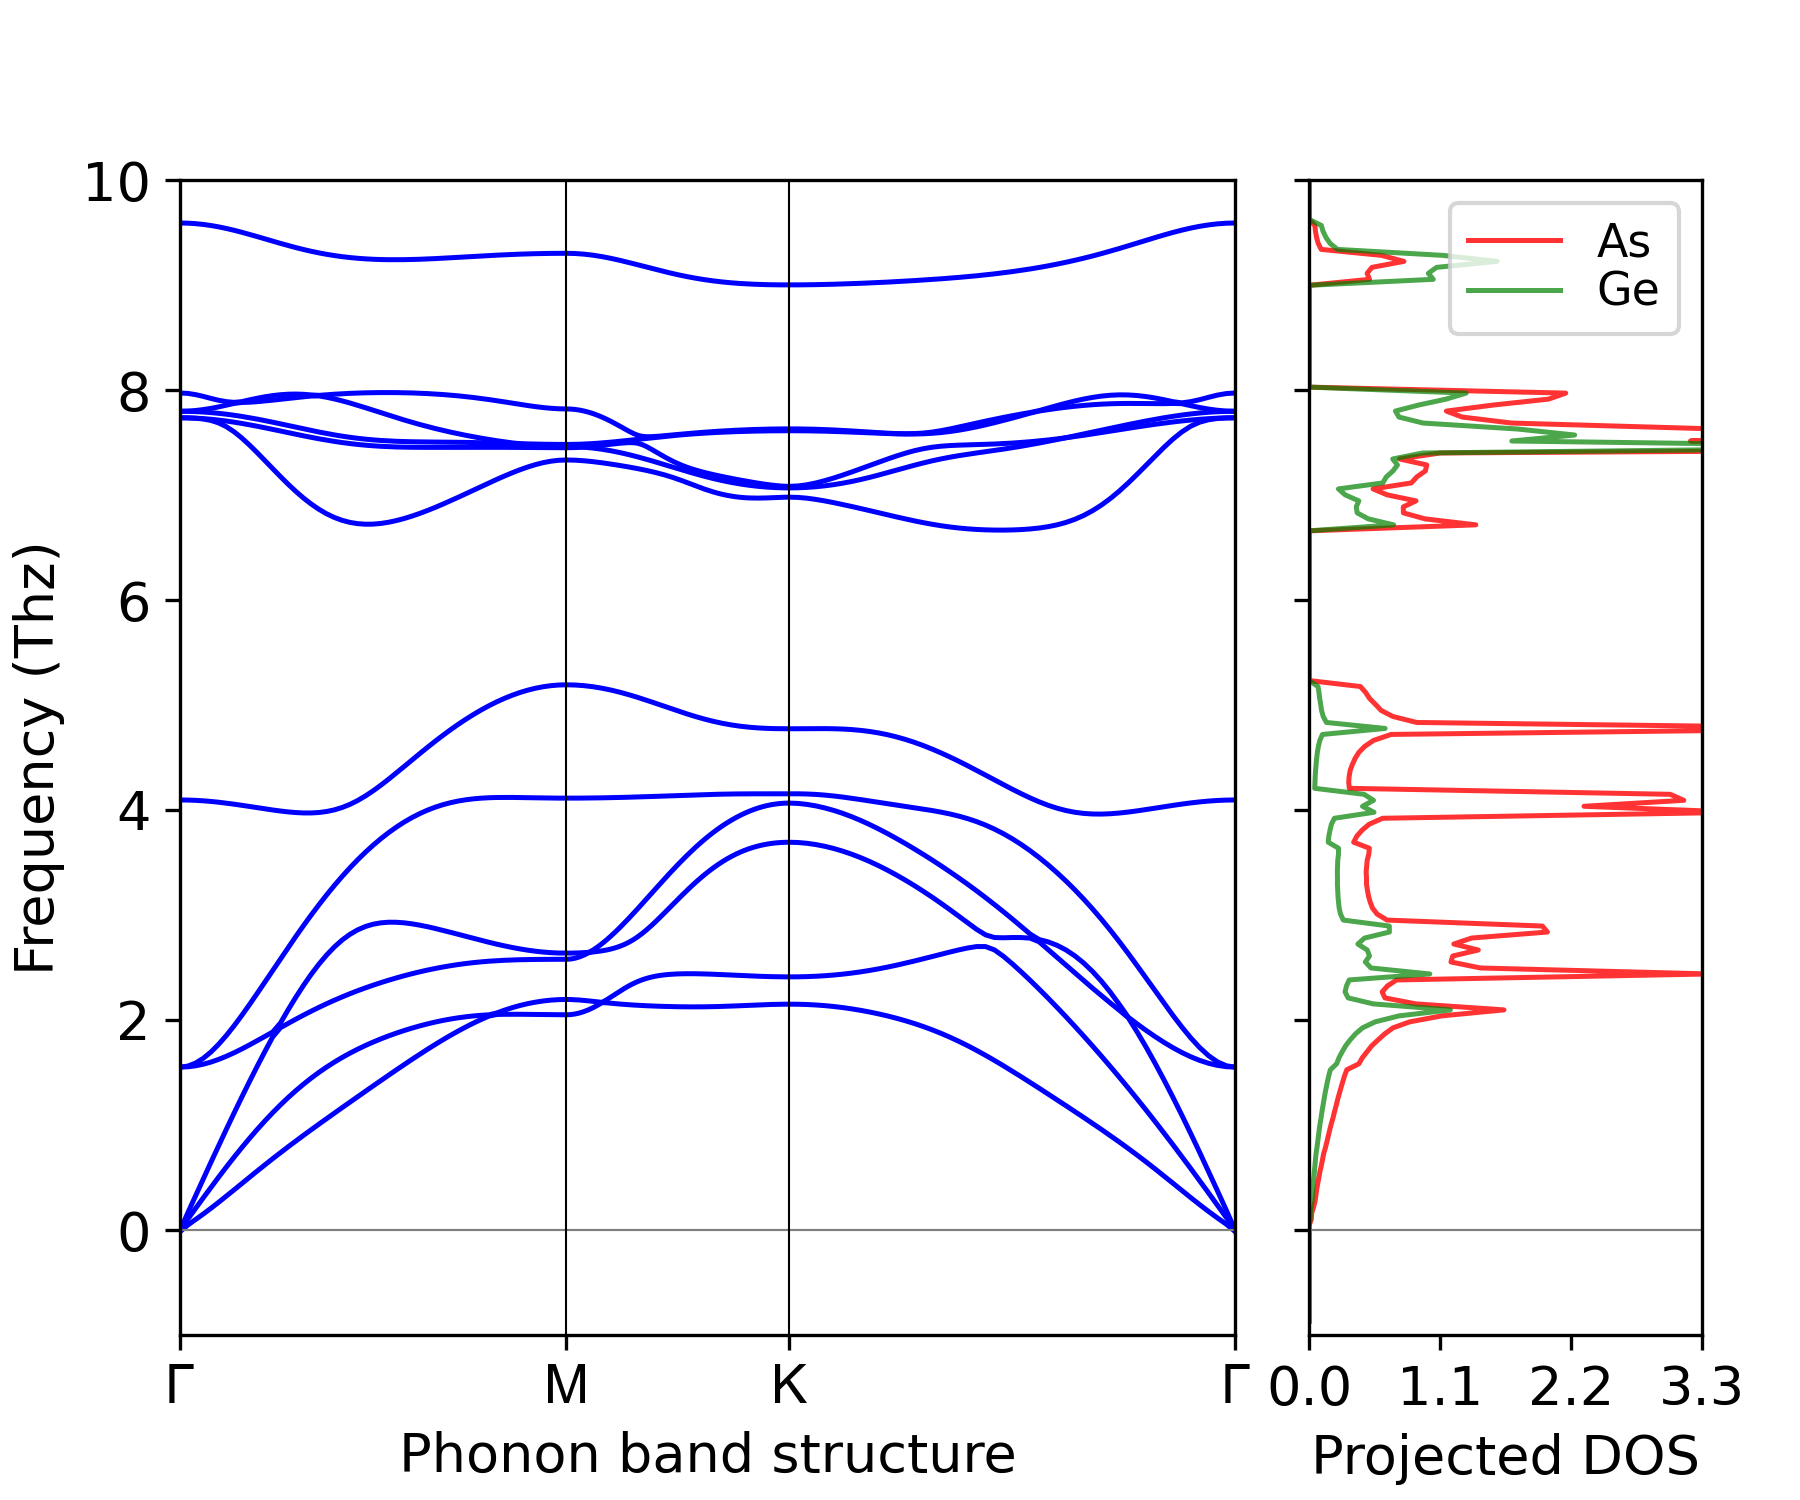 10
8
6
4
2
0
Frequency (Thz)
Γ M K Γ
Phonon band structure
As
Ge
0.0 1.1 2.2 3.3
Projected DOS